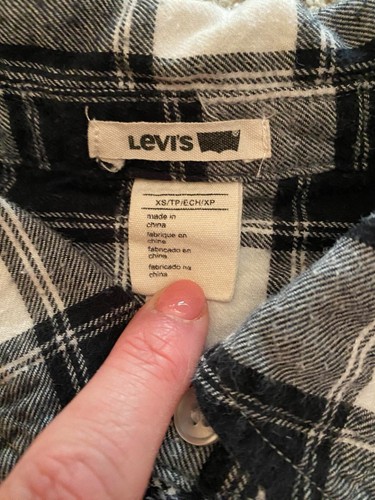 LEVI'S
XS/TP/ECH/XP
made in
china
fabriqué en
chine
fabricado en
china
fabricado na
china